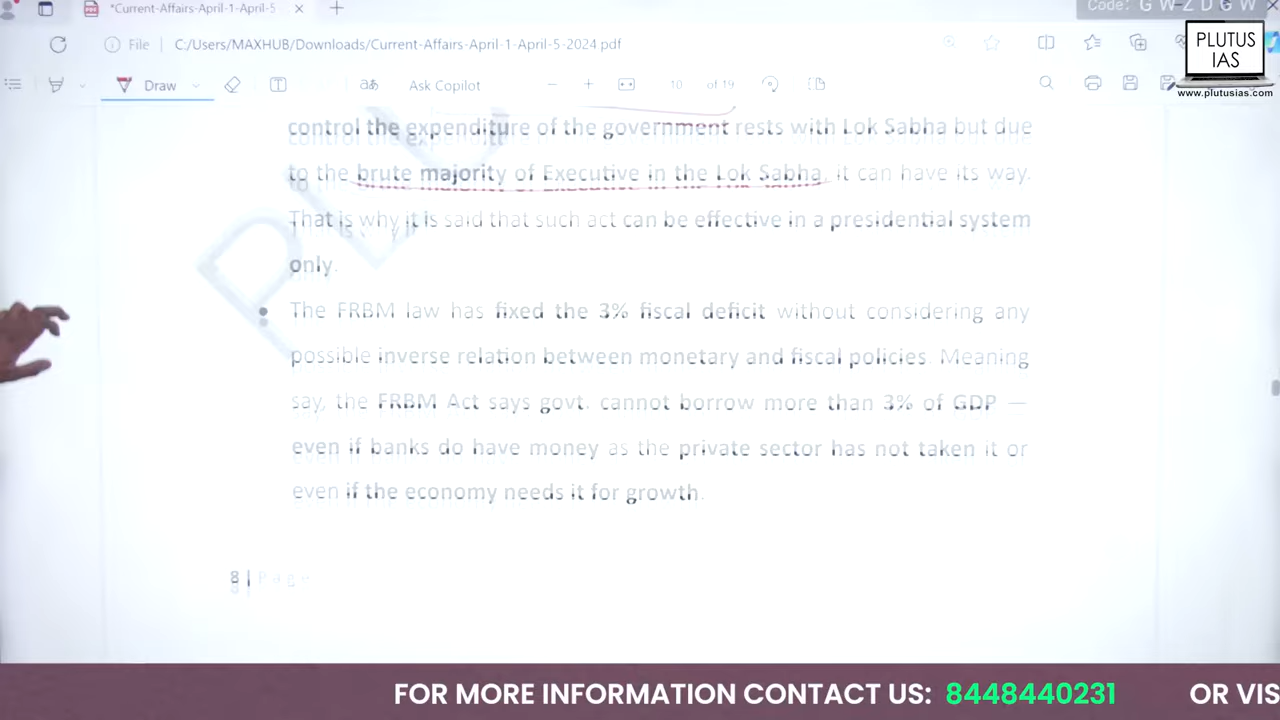 Code: G W Z D G W
*Current-Affairs-April-1-April-5
File
C:/Users/MAXHUB/Downloads/Current-Affairs-April-1-April-5-2024 pdf
PLUTUS
IAS
www.plutusias.com
Draw
aあ
Ask Copilot
10 of 19
control the expenditure of the government rests with Lok Sabha but due
to the brute majority of Executive in the Lok Sabha, it can have its way.
That is why it is said that such act can be effective in a presidential system
only.
• The FRBM law has fixed the 3% fiscal deficit without considering any
possible inverse relation between monetary and fiscal policies. Meaning
say, the FRBM Act says govt. cannot borrow more than 3% of GDP —
even if banks do have money as the private sector has not taken it or
even if the economy needs it for growth.
8 | Page
FOR MORE INFORMATION CONTACT US: 8448440231 OR VIS